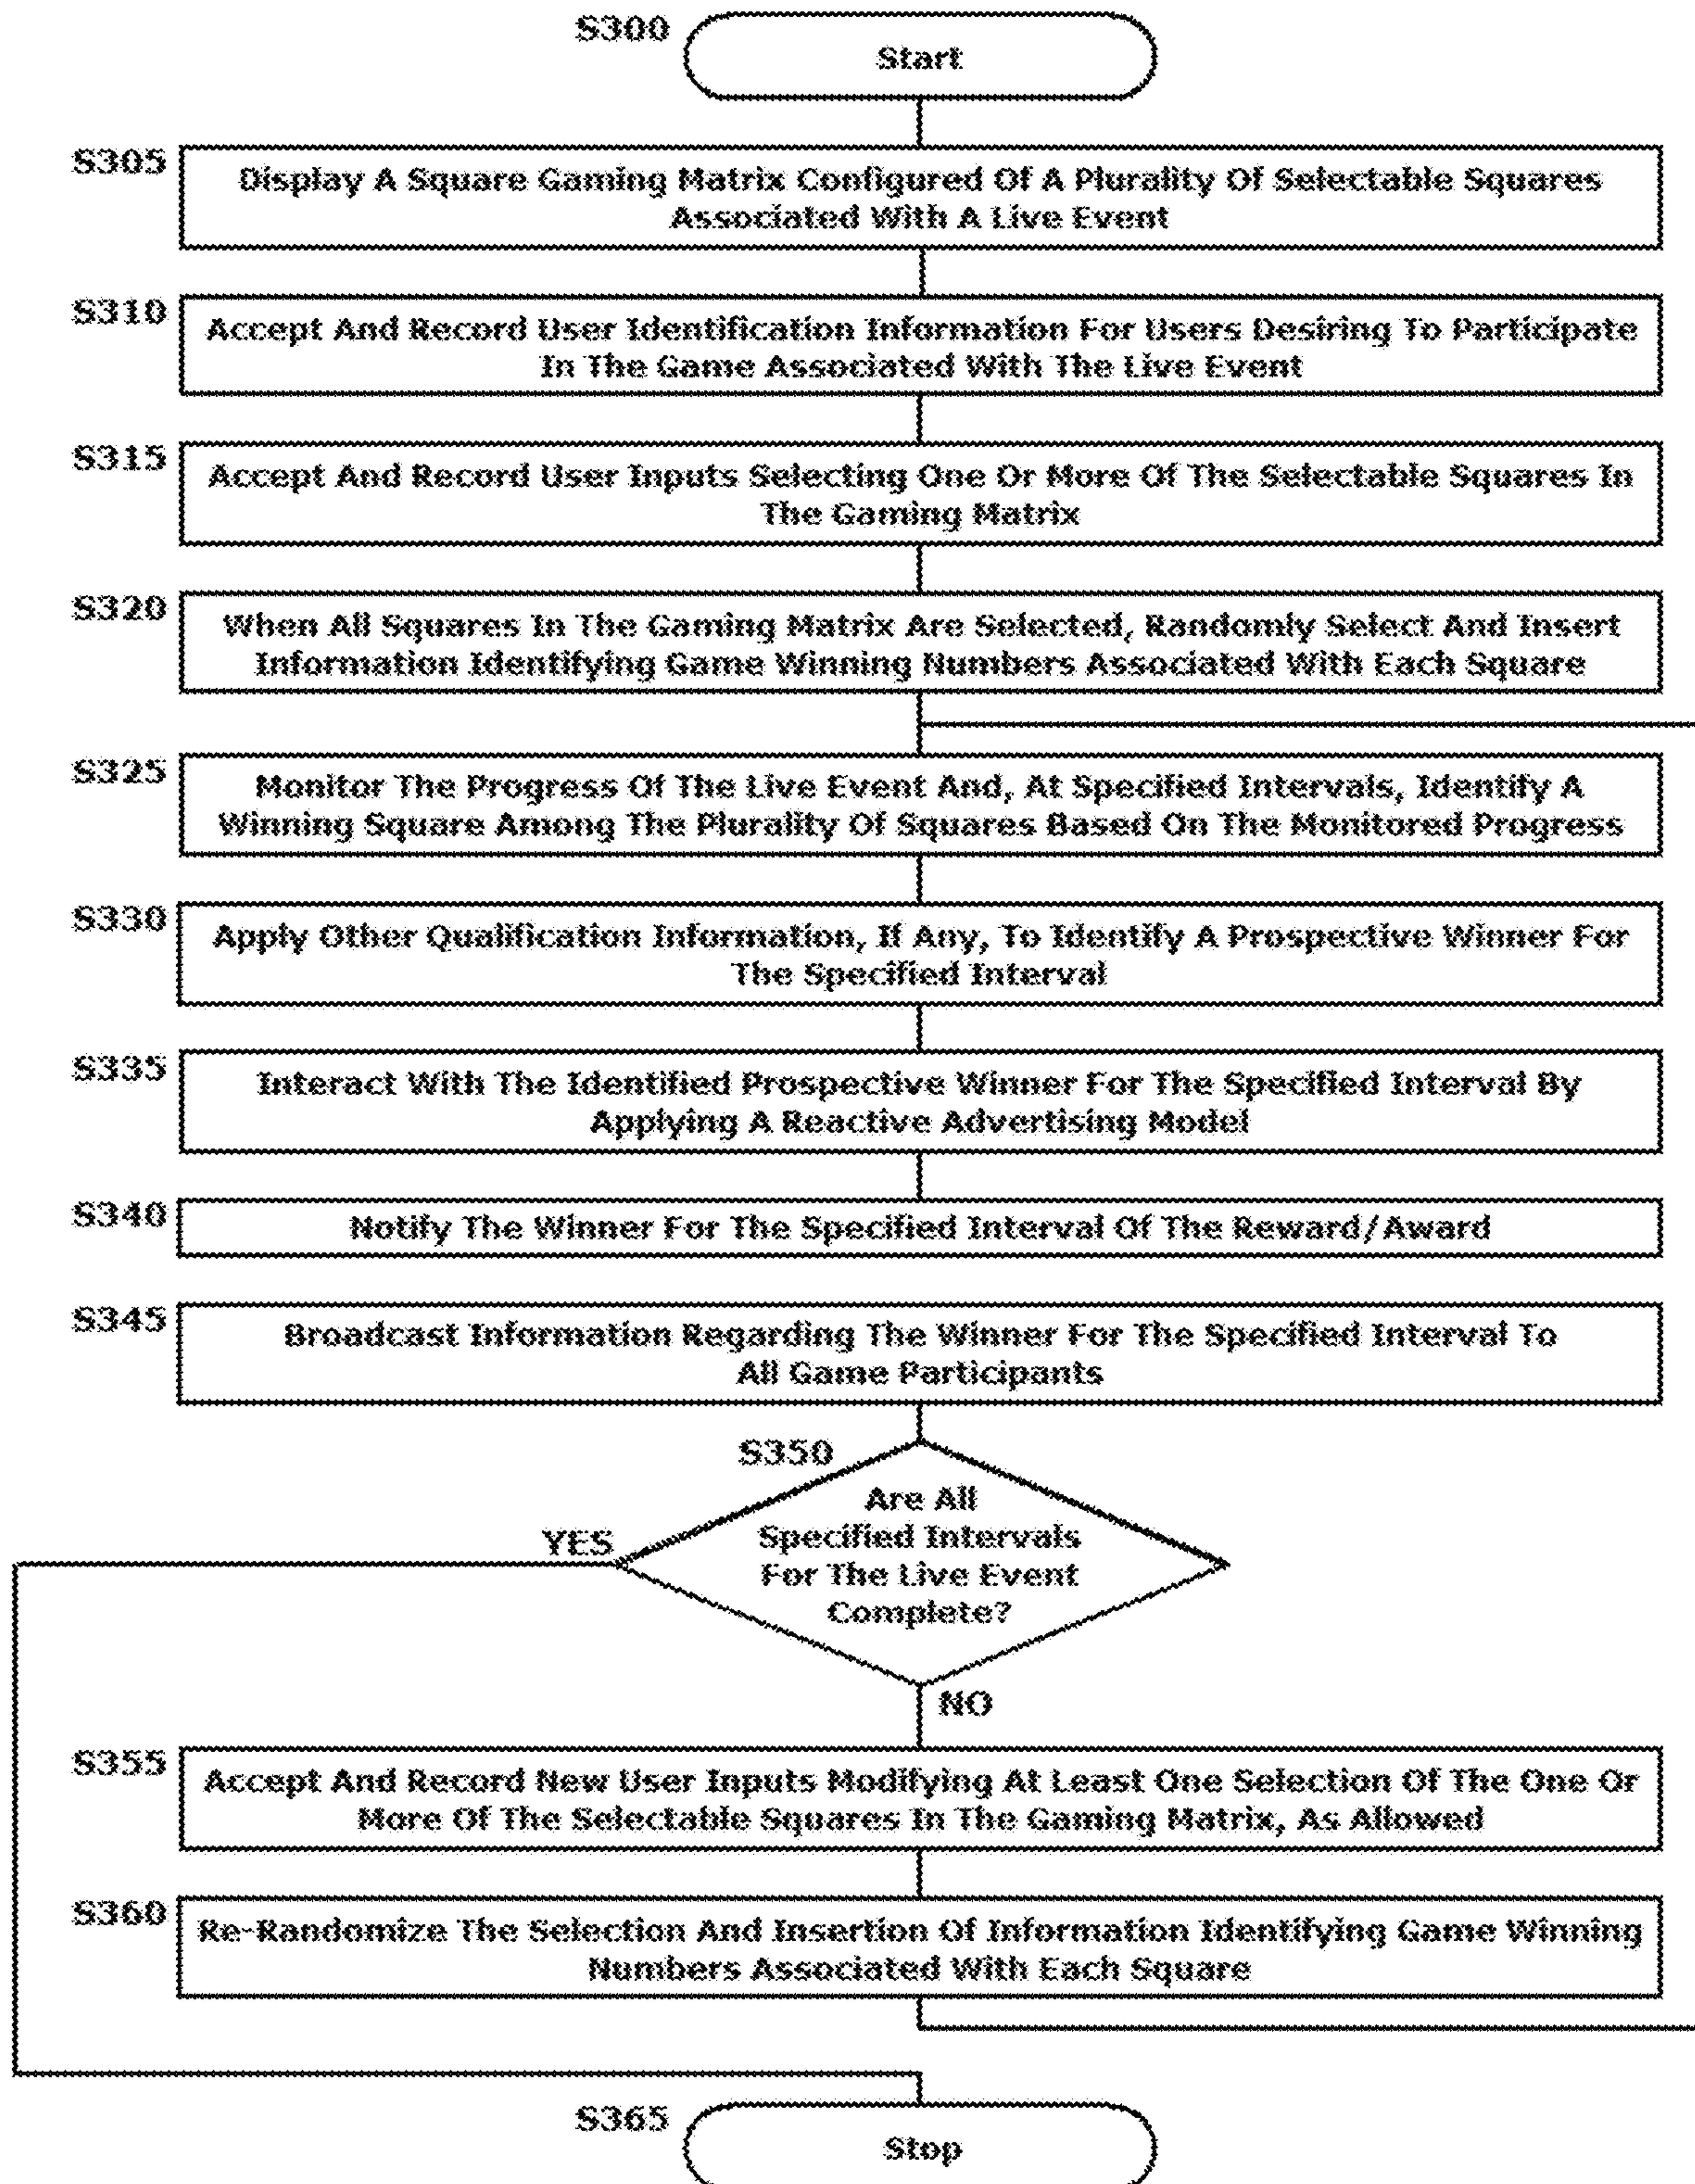 S300
Start
S305
Display A Square Gaming Matrix Configured Of A Plurality Of Selectable Squares
Associated With A Live Event
S310
Accept And Record User Identification Information For Users Desiring To Participate
In The Game Associated With The Live Event
S315
Accept And Record User Inputs Selecting One Or More Of The Selectable Squares In
The Gaming Matrix
S320
When All Squares In The Gaming Matrix Are Selected, Randomly Select And Insert
Information Identifying Game Winning Numbers Associated With Each Square
S325
Monitor The Progress Of The Live Event And, At Specified Intervals, Identify A
Winning Square Among The Plurality Of Squares Based On The Monitored Progress
S330
Apply Other Qualification Information, If Any, To Identify A Prospective Winner For
The Specified Interval
S335
Interact With The Identified Prospective Winner For The Specified Interval By
Applying A Reactive Advertising Model
S340
Notify The Winner For The Specified Interval Of The Reward/Award
S345
Broadcast Information Regarding The Winner For The Specified Interval To
All Game Participants
S350
Are All
Specified Intervals
For The Live Event
Complete?
YES
NO
S355
Accept And Record New User Inputs Modifying At Least One Selection Of The One Or
More Of The Selectable Squares In The Gaming Matrix, As Allowed
S360
Re-Randomize The Selection And Insertion Of Information Identifying Game Winning
Numbers Associated With Each Square
S365
Stop